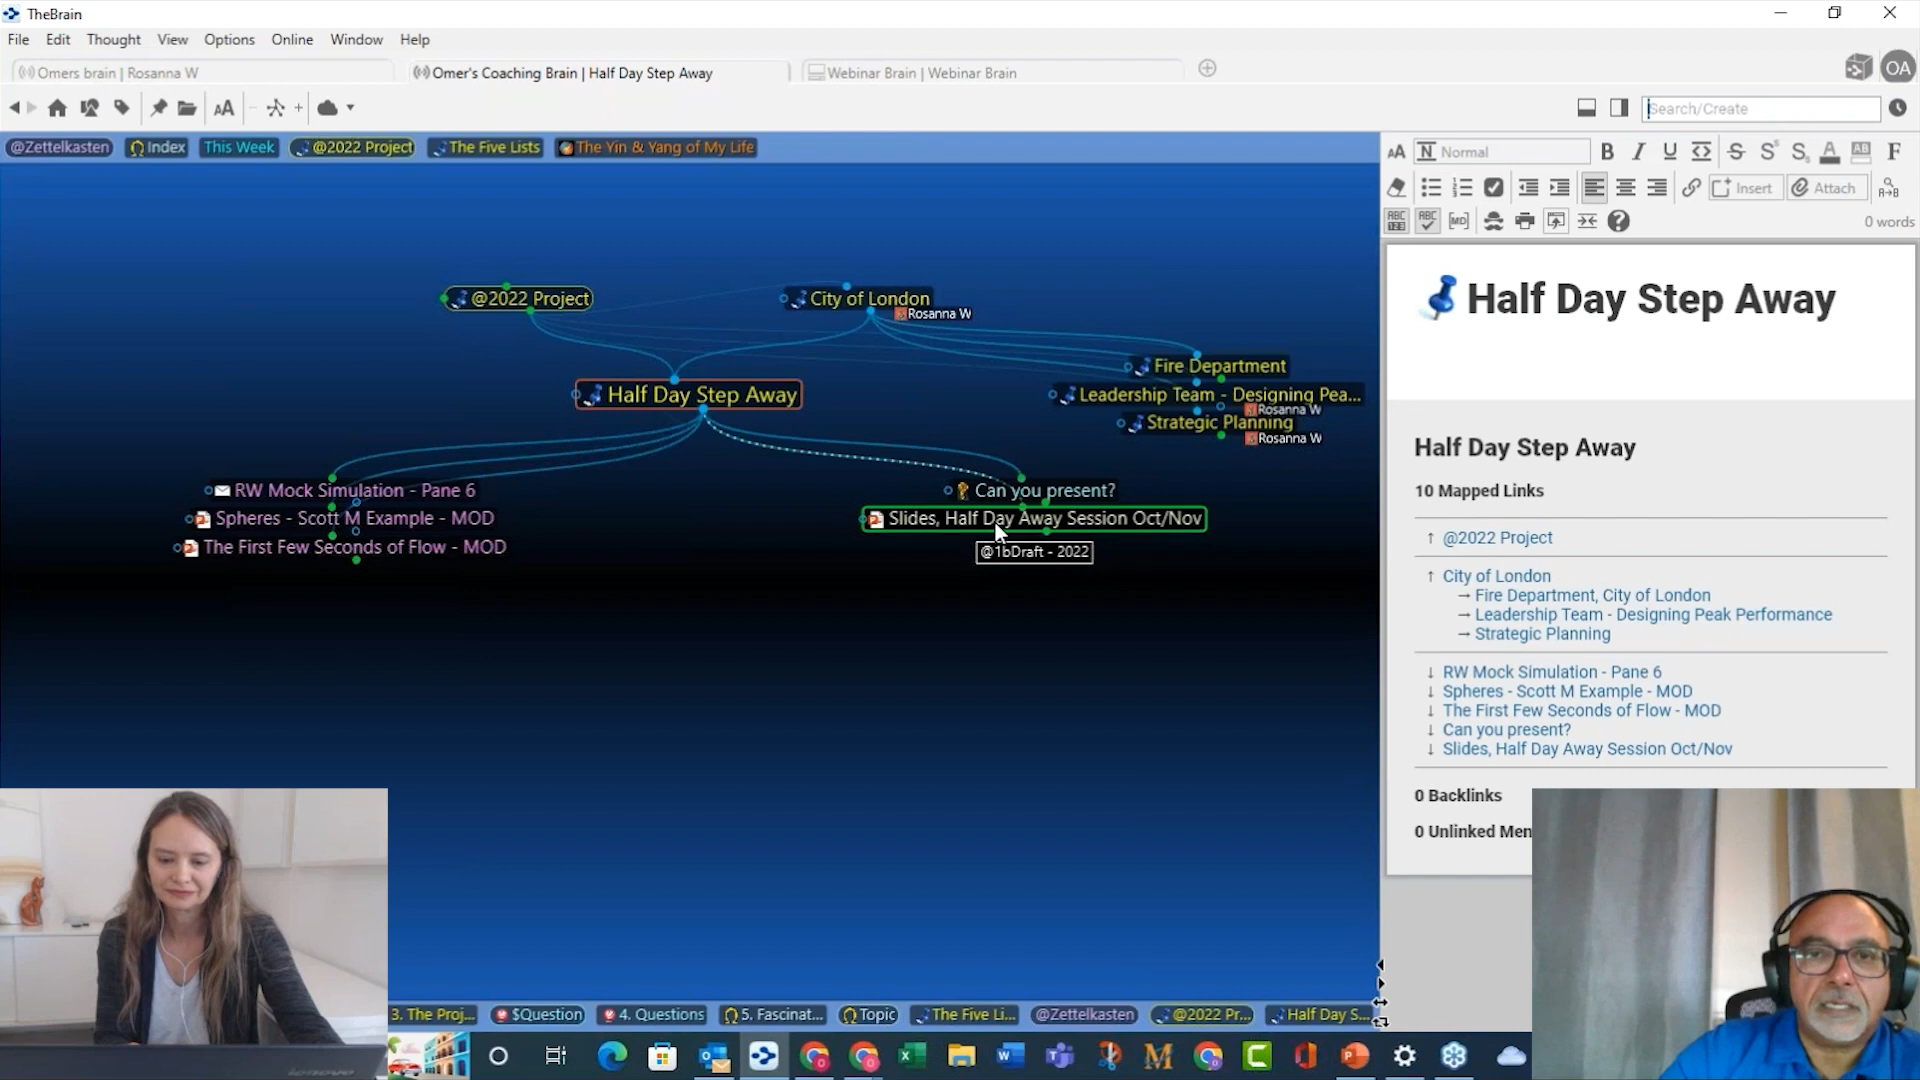 TheBrain
File Edit Thought View Options Online Window Help
Omers brain | Rosanna W
Omer's Coaching Brain | Half Day Step Away
Webinar Brain | Webinar Brain
OA
Search/Create
@Zettelkasten
Index
This Week
@2022 Project
The Five Lists
The Yin & Yang of My Life
Normal
Insert
Attach
0 words
@2022 Project
City of London
Rosanna W
Fire Department
Half Day Step Away
Leadership Team - Designing Pea...
Rosanna W
Strategic Planning
Rosanna W
RW Mock Simulation - Pane 6
Spheres - Scott M Example - MOD
The First Few Seconds of Flow - MOD
Can you present?
Slides, Half Day Away Session Oct/Nov
@1bDraft - 2022
Half Day Step Away
Half Day Step Away
10 Mapped Links
↑ @2022 Project
↑ City of London
→ Fire Department, City of London
→ Leadership Team - Designing Peak Performance
→ Strategic Planning
↓ RW Mock Simulation - Pane 6
↓ Spheres - Scott M Example - MOD
↓ The First Few Seconds of Flow - MOD
↓ Can you present?
↓ Slides, Half Day Away Session Oct/Nov
0 Backlinks
0 Unlinked Men
3. The Proj...
$Question
4. Questions
5. Fascinat...
Topic
The Five Li...
@Zettelkasten
@2022 Pr...
Half Day S...
lenovo